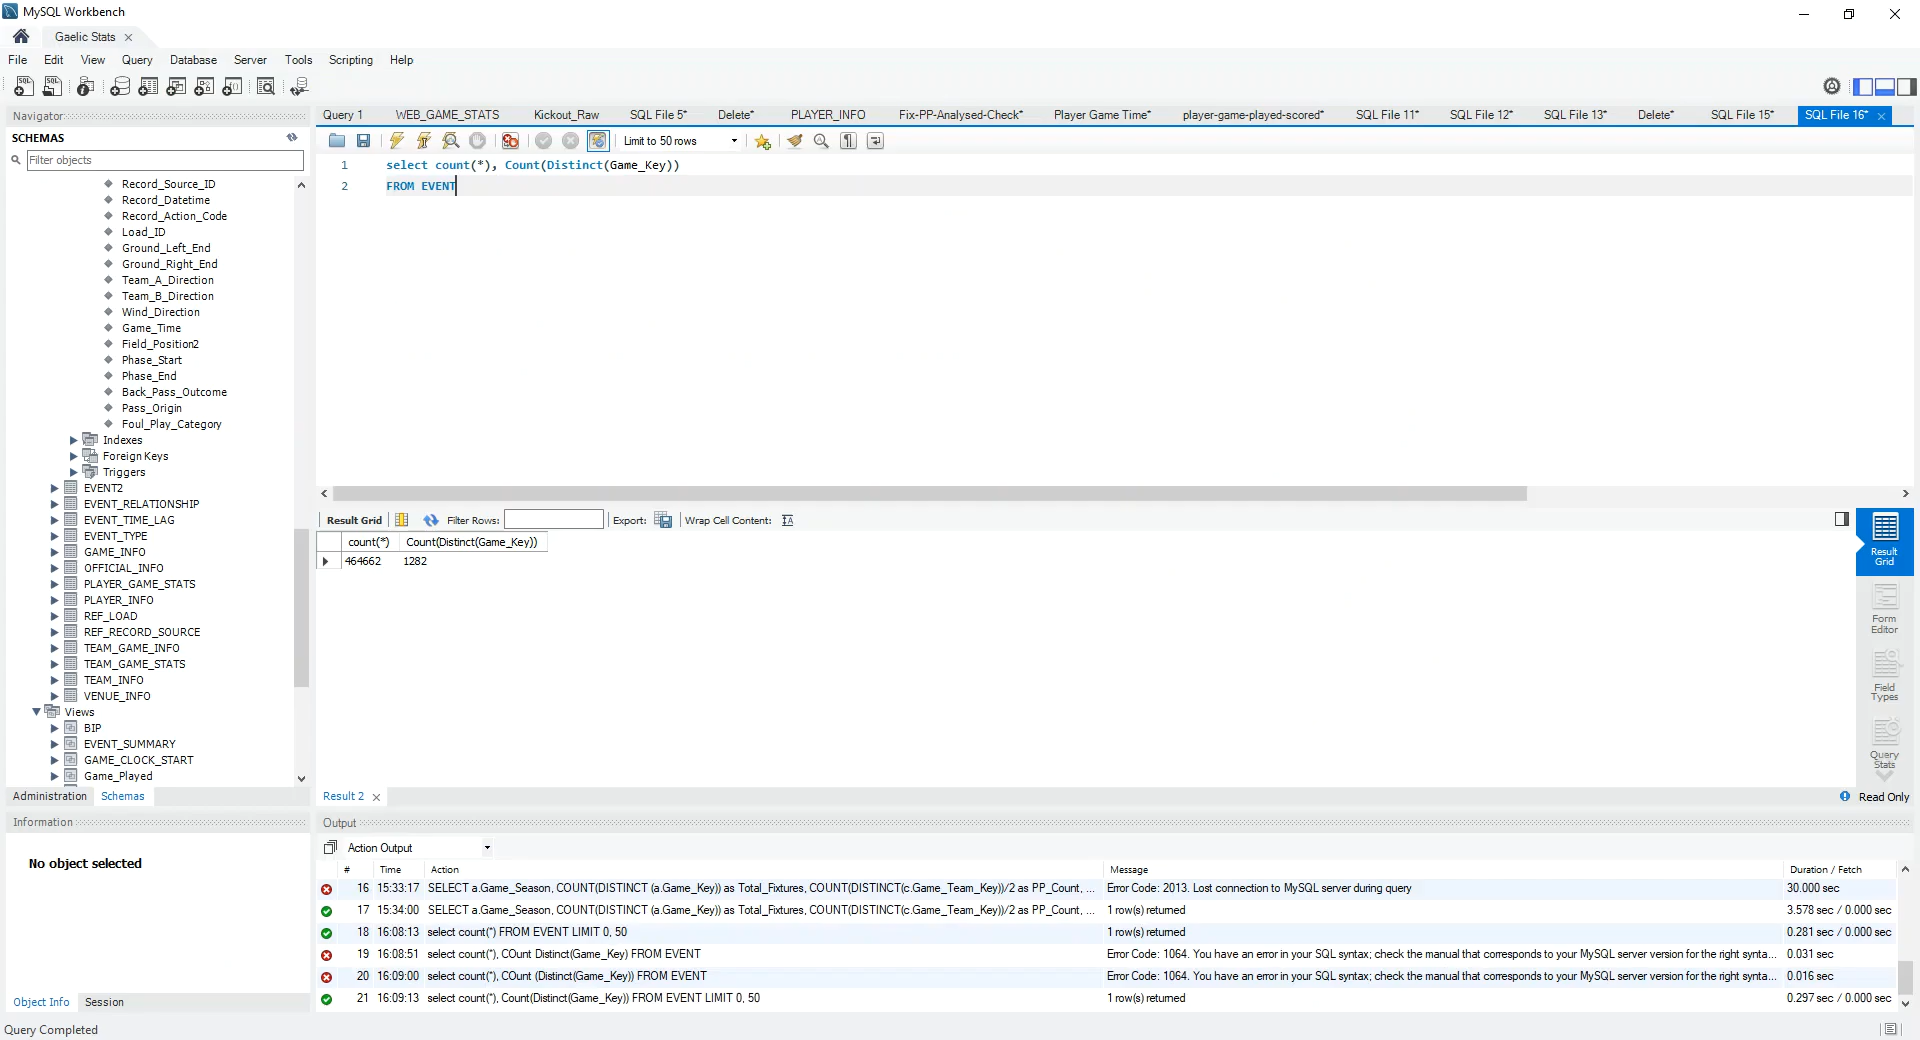 MySQL Workbench
Gaelic Stats
File Edit View Query Database Server Tools Scripting Help
Navigator
SCHEMAS
Filter objects
Record_Source_ID
Record_Datetime
Record_Action_Code
Load_ID
Ground_Left_End
Ground_Right_End
Team_A_Direction
Team_B_Direction
Wind_Direction
Game_Time
Field_Position2
Phase_Start
Phase_End
Back_Pass_Outcome
Pass_Origin
Foul_Play_Category
Indexes
Foreign Keys
Triggers
EVENT2
EVENT_RELATIONSHIP
EVENT_TIME_LAG
EVENT_TYPE
GAME_INFO
OFFICIAL_INFO
PLAYER_GAME_STATS
PLAYER_INFO
REF_LOAD
REF_RECORD_SOURCE
TEAM_GAME_INFO
TEAM_GAME_STATS
TEAM_INFO
VENUE_INFO
Views
BIP
EVENT_SUMMARY
GAME_CLOCK_START
Game_Played
Administration Schemas
Information
No object selected
Object Info Session
Query Completed
Query 1 WEB_GAME_STATS Kickout_Raw SQL File 5* Delete* PLAYER_INFO Fix-PP-Analysed-Check* Player Game Time* player-game-played-scored* SQL File 11* SQL File 12* SQL File 13* Delete* SQL File 15* SQL File 16*
Limit to 50 rows
1 select count(*), Count(Distinct(Game_Key))
2 FROM EVENT
Result Grid Filter Rows: Export: Wrap Cell Content:
count(*) Count(Distinct(Game_Key))
464662 1282
Result Grid
Form Editor
Field Types
Query Stats
Result 2
Read Only
Output
Action Output
# Time Action Message Duration / Fetch
16 15:33:17 SELECT a.Game_Season, COUNT(DISTINCT (a.Game_Key)) as Total_Fixtures, COUNT(DISTINCT(c.Game_Team_Key))/2 as PP_Count, ... Error Code: 2013. Lost connection to MySQL server during query 30.000 sec
17 15:34:00 SELECT a.Game_Season, COUNT(DISTINCT (a.Game_Key)) as Total_Fixtures, COUNT(DISTINCT(c.Game_Team_Key))/2 as PP_Count, ... 1 row(s) returned 3.578 sec / 0.000 sec
18 16:08:13 select count(*) FROM EVENT LIMIT 0, 50 1 row(s) returned 0.281 sec / 0.000 sec
19 16:08:51 select count(*), COunt Distinct(Game_Key) FROM EVENT Error Code: 1064. You have an error in your SQL syntax; check the manual that corresponds to your MySQL server version for the right synta... 0.031 sec
20 16:09:00 select count(*), COunt (Distinct(Game_Key)) FROM EVENT Error Code: 1064. You have an error in your SQL syntax; check the manual that corresponds to your MySQL server version for the right synta... 0.016 sec
21 16:09:13 select count(*), Count(Distinct(Game_Key)) FROM EVENT LIMIT 0, 50 1 row(s) returned 0.297 sec / 0.000 sec